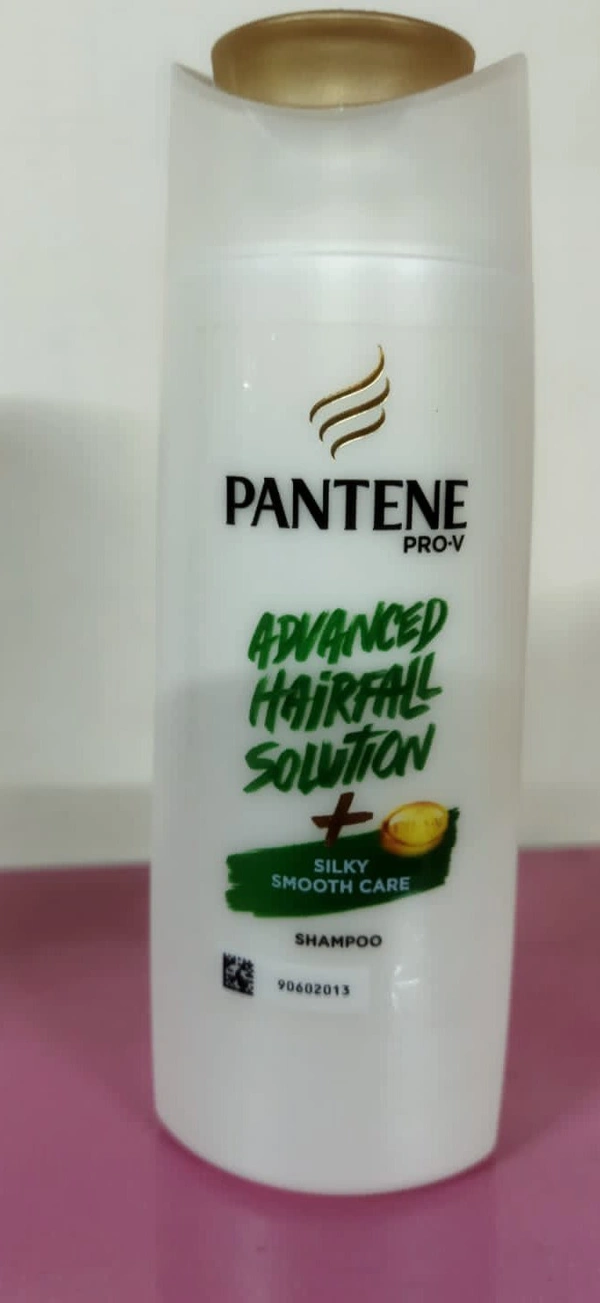 PANTENE
PRO-V
ADVANCED
HAiRFALL
SOLUTiON
+
SILKY
SMOOTH CARE
SHAMPOO
90602013